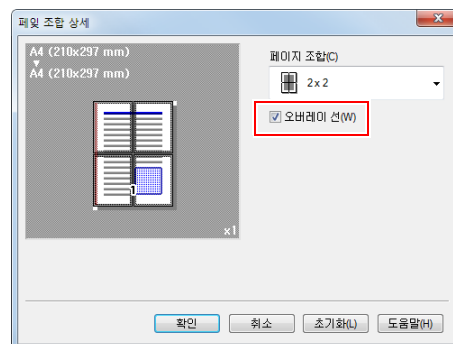 페잊 조합 상세
A4 (210x297 mm)
A4 (210x297 mm)
1
x1
페이지 조합(C)
2x2
오버레이 선(W)
확인
취소
초기화(L)
도움말(H)